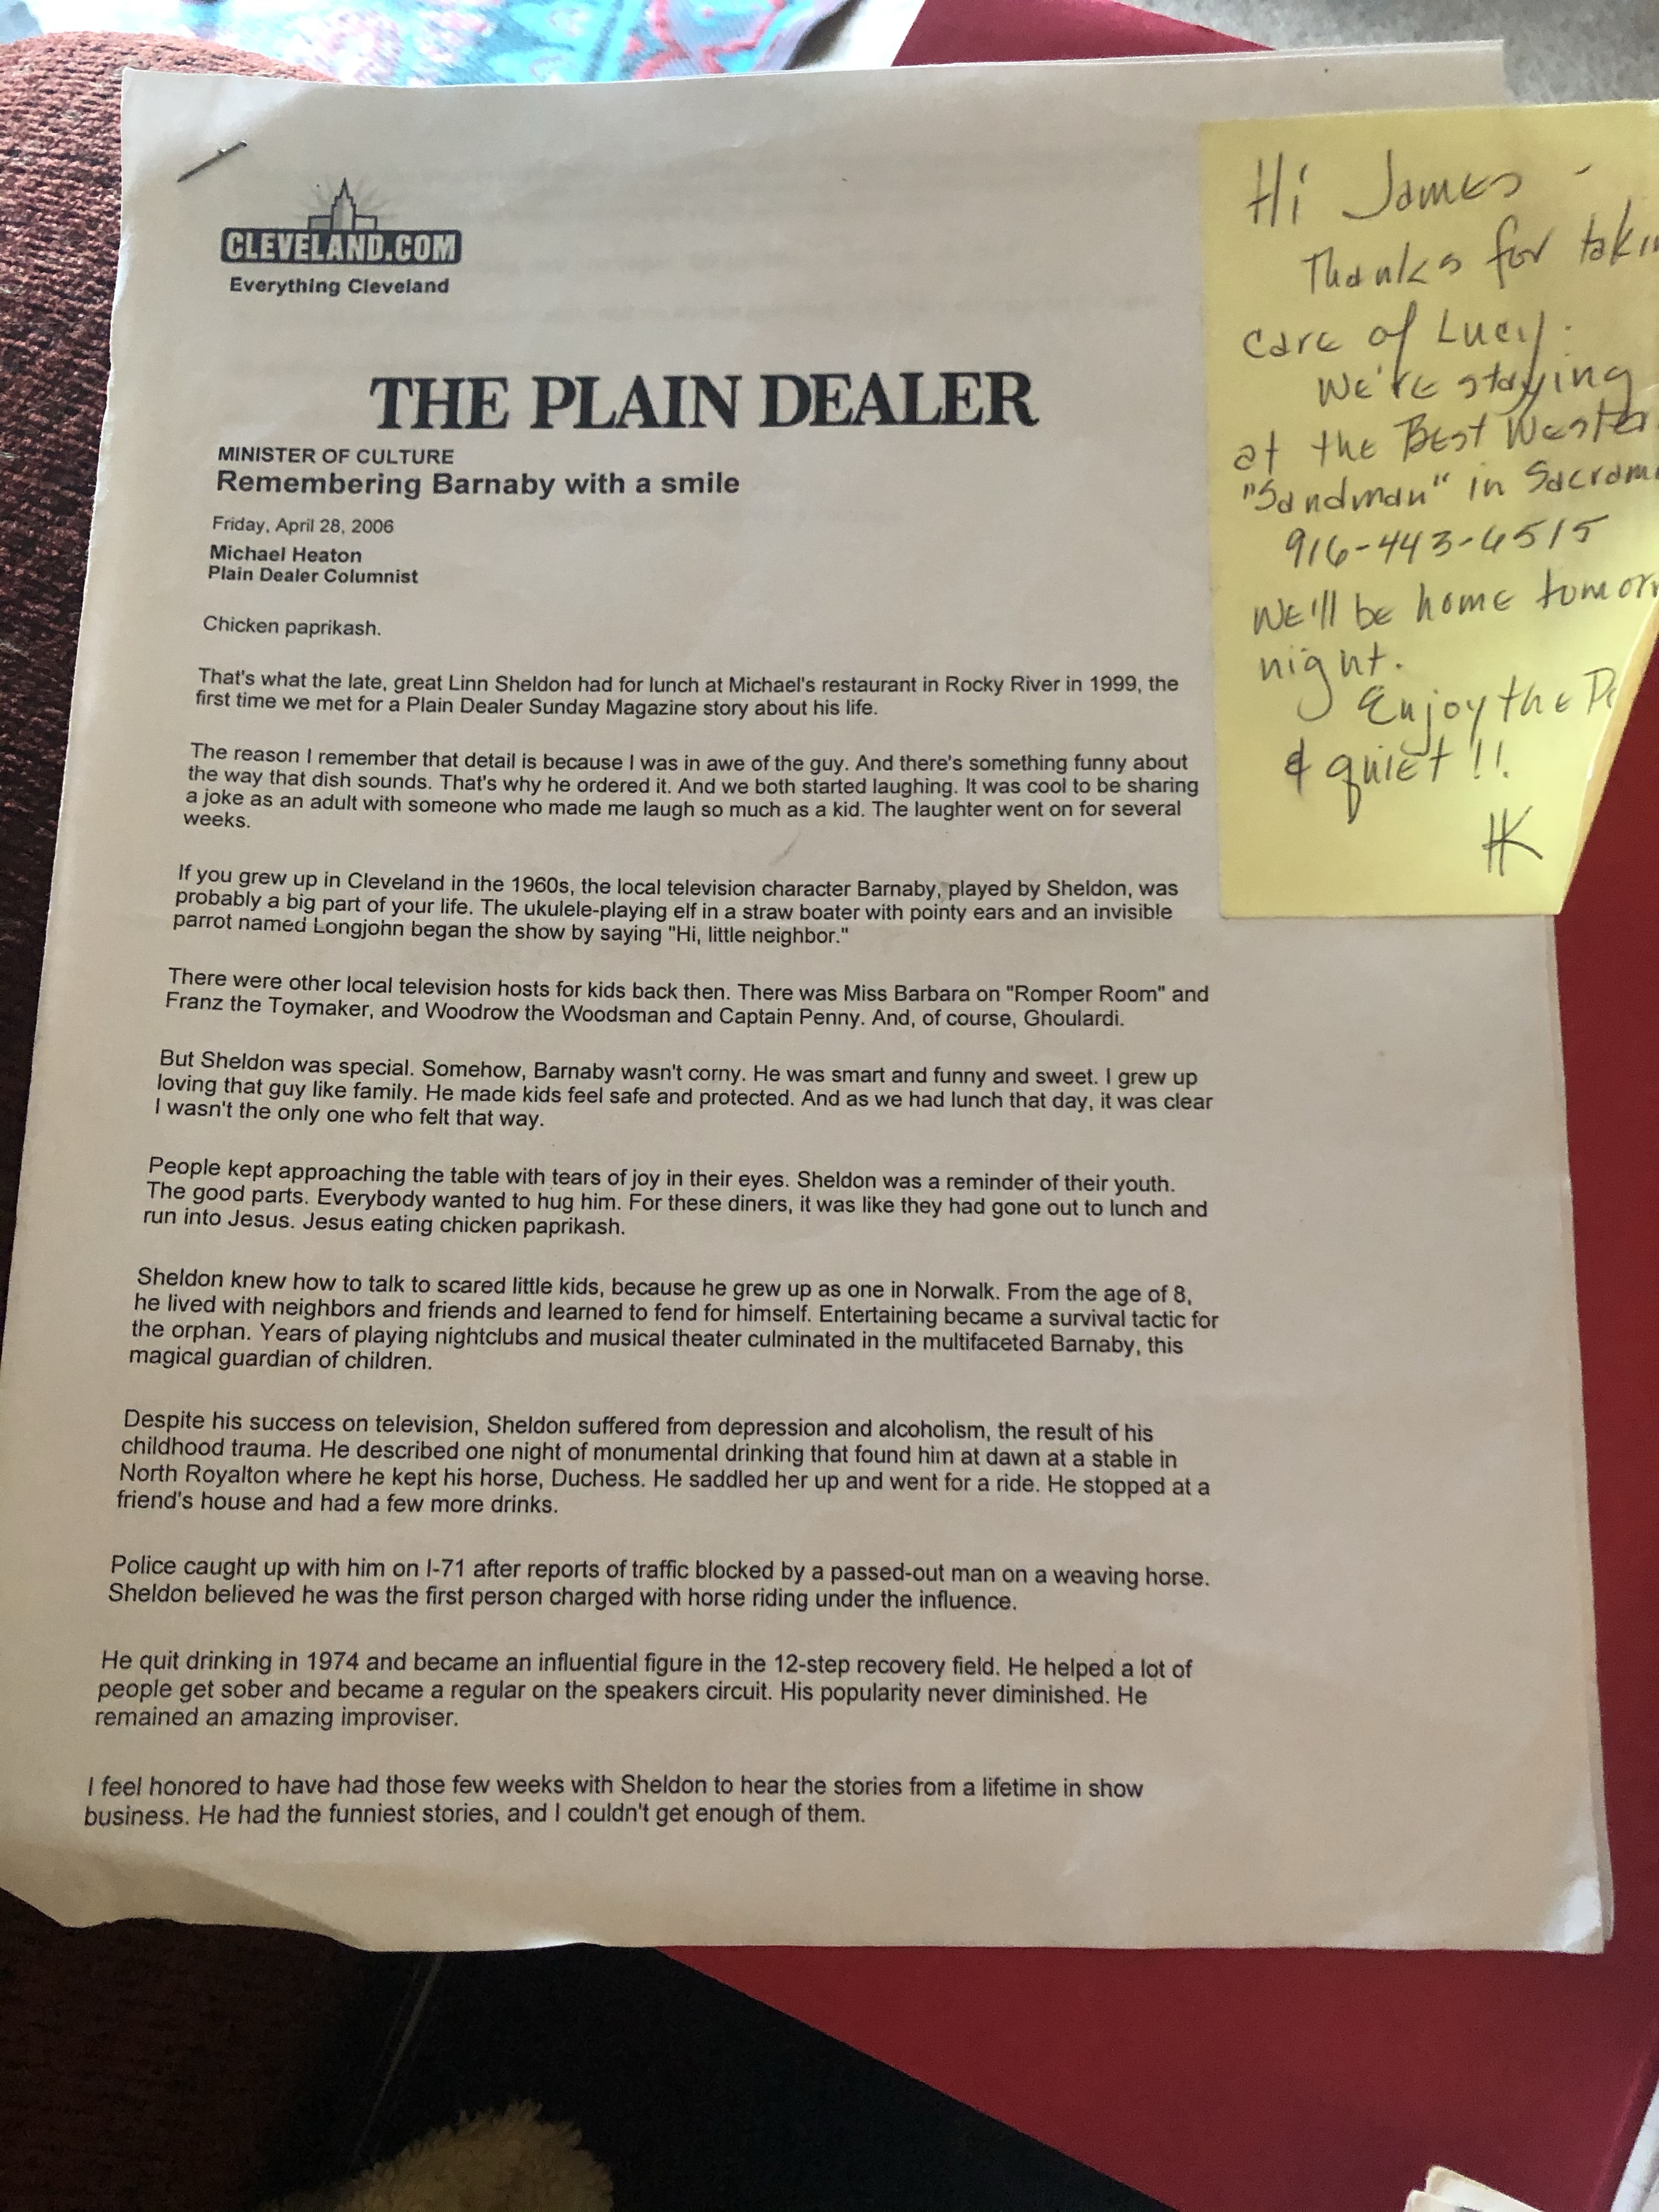 CLEVELAND.COM
Everything Cleveland
THE PLAIN DEALER
MINISTER OF CULTURE
Remembering Barnaby with a smile
Friday, April 28, 2006
Michael Heaton
Plain Dealer Columnist
Chicken paprikash.
That's what the late, great Linn Sheldon had for lunch at Michael's restaurant in Rocky River in 1999, the
first time we met for a Plain Dealer Sunday Magazine story about his life.
The reason I remember that detail is because I was in awe of the guy. And there's something funny about
the way that dish sounds. That's why he ordered it. And we both started laughing. It was cool to be sharing
a joke as an adult with someone who made me laugh so much as a kid. The laughter went on for several
weeks.
If you grew up in Cleveland in the 1960s, the local television character Barnaby, played by Sheldon, was
probably a big part of your life. The ukulele-playing elf in a straw boater with pointy ears and an invisible
parrot named Longjohn began the show by saying "Hi, little neighbor."
There were other local television hosts for kids back then. There was Miss Barbara on "Romper Room" and
Franz the Toymaker, and Woodrow the Woodsman and Captain Penny. And, of course, Ghoulardi.
But Sheldon was special. Somehow, Barnaby wasn't corny. He was smart and funny and sweet. I grew up
loving that guy like family. He made kids feel safe and protected. And as we had lunch that day, it was clear
I wasn't the only one who felt that way.
People kept approaching the table with tears of joy in their eyes. Sheldon was a reminder of their youth.
The good parts. Everybody wanted to hug him. For these diners, it was like they had gone out to lunch and
run into Jesus. Jesus eating chicken paprikash.
Sheldon knew how to talk to scared little kids, because he grew up as one in Norwalk. From the age of 8,
he lived with neighbors and friends and learned to fend for himself. Entertaining became a survival tactic for
the orphan. Years of playing nightclubs and musical theater culminated in the multifaceted Barnaby, this
magical guardian of children.
Despite his success on television, Sheldon suffered from depression and alcoholism, the result of his
childhood trauma. He described one night of monumental drinking that found him at dawn at a stable in
North Royalton where he kept his horse, Duchess. He saddled her up and went for a ride. He stopped at a
friend's house and had a few more drinks.
Police caught up with him on I-71 after reports of traffic blocked by a passed-out man on a weaving horse.
Sheldon believed he was the first person charged with horse riding under the influence.
He quit drinking in 1974 and became an influential figure in the 12-step recovery field. He helped a lot of
people get sober and became a regular on the speakers circuit. His popularity never diminished. He
remained an amazing improviser.
I feel honored to have had those few weeks with Sheldon to hear the stories from a lifetime in show
business. He had the funniest stories, and I couldn't get enough of them.
Hi James -
Thanks for takin
care of Lucy.
We're staying
at the Best Wester
"Sandman" in Sacram
916-443-6515
We'll be home tomorr
night.
Enjoy the
& quiet!!
HK